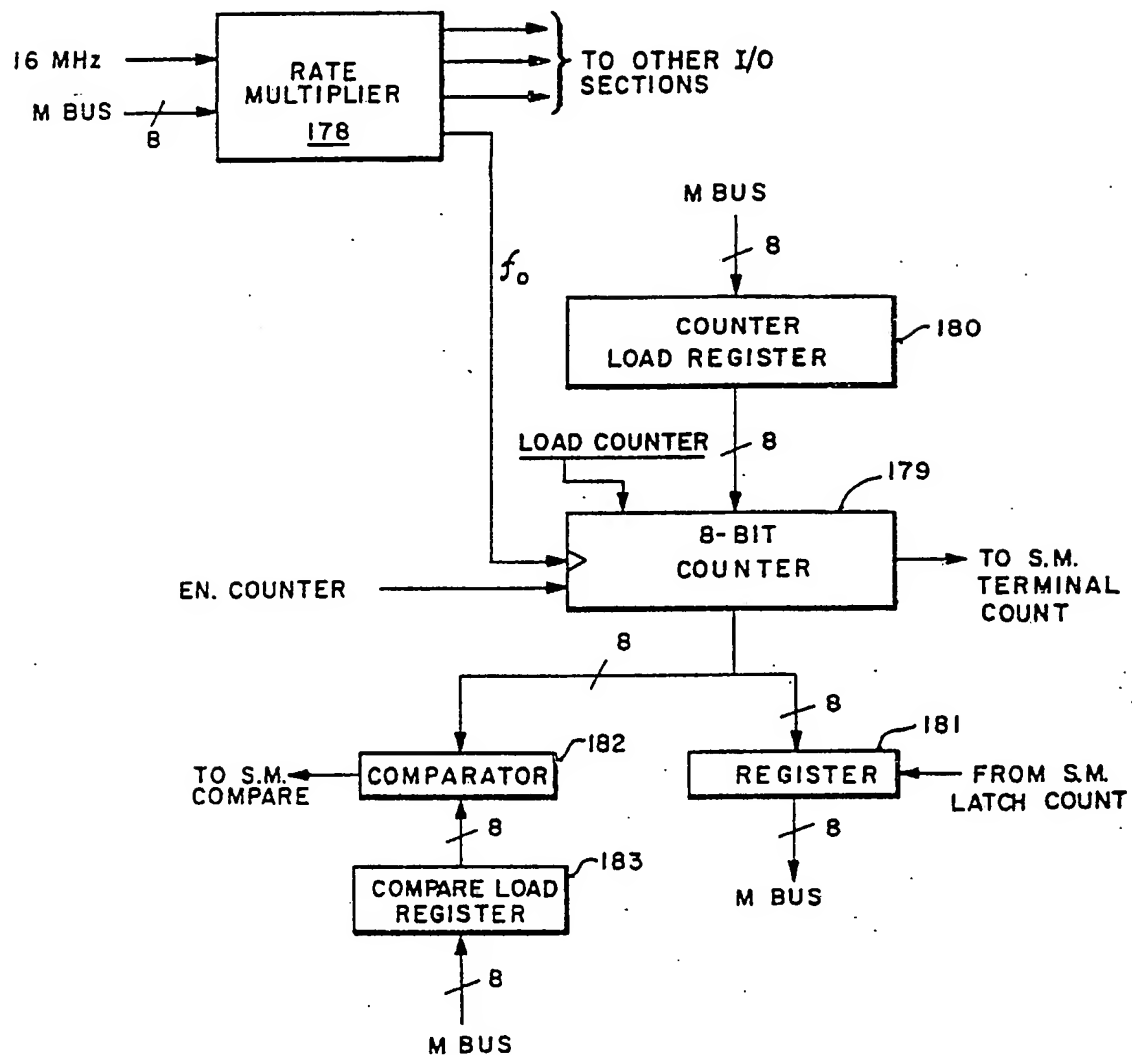 16 MHz
M BUS
8
RATE
MULTIPLIER
178
TO OTHER I/O
SECTIONS
M BUS
8
fo
COUNTER
LOAD REGISTER
180
LOAD COUNTER
8
179
8-BIT
COUNTER
EN. COUNTER
TO S.M.
TERMINAL
COUNT
8
8
182
181
TO S.M.
COMPARE
COMPARATOR
REGISTER
FROM S.M.
LATCH COUNT
8
8
183
COMPARE LOAD
REGISTER
M BUS
8
M BUS